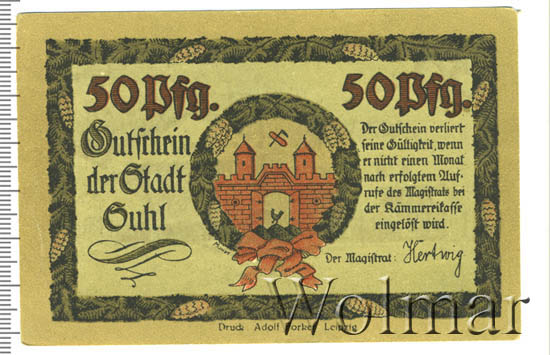 50 Pfg.
Gutschein
der Stadt
Suhl
50 Pfg.
Der Gutschein verliert
seine Gültigkeit, wenn
er nicht einen Monat
nach erfolgtem Auf-
rufe des Magistrats bei
der Kämmereikasse
eingelöst wird.
Der Magistrat: Hertwig
Druck Adolf Forker Leipzig
Wolmar